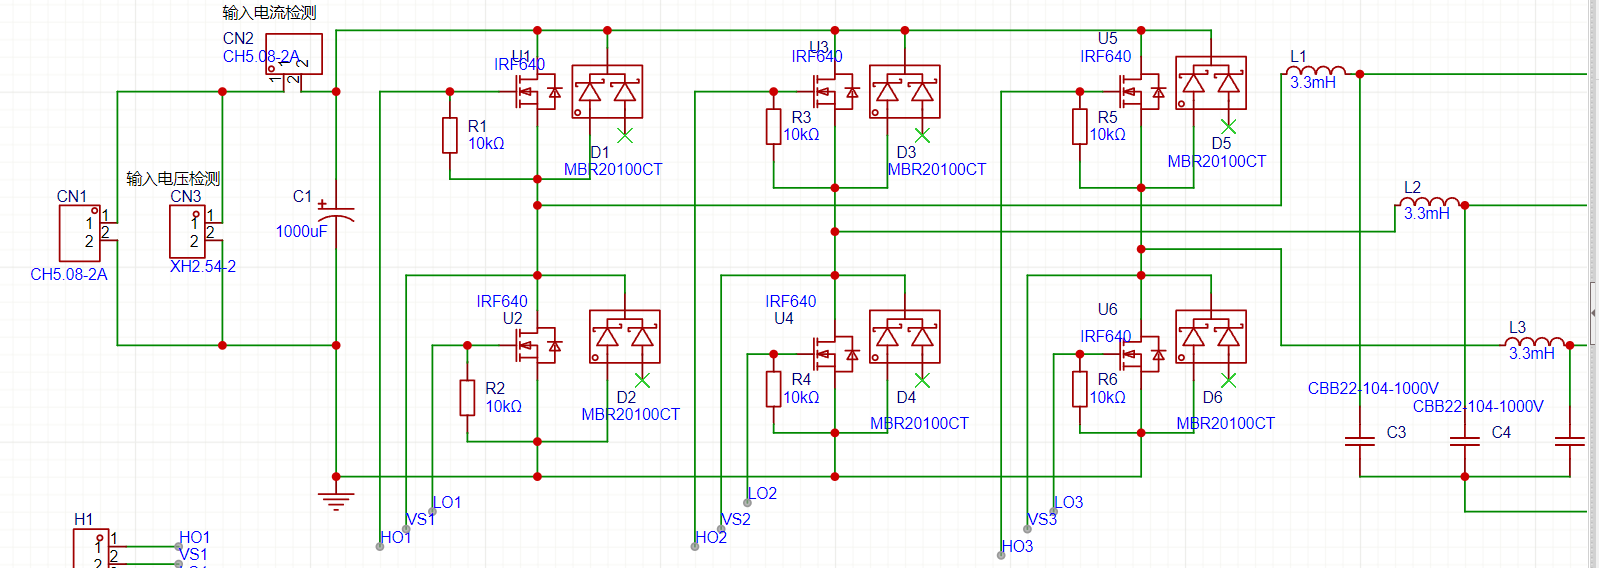 输入电流检测
CN2
CH5.08-2A
1 2
1 2
U1
IRF640
U3
IRF640
U5
IRF640
L1
3.3mH
R1
10kΩ
R3
10kΩ
R5
10kΩ
D1
MBR20100CT
D3
MBR20100CT
D5
MBR20100CT
输入电压检测
CN1
1 1
2 2
CH5.08-2A
CN3
1 1
2 2
XH2.54-2
C1
+
1000uF
L2
3.3mH
IRF640
U2
IRF640
U4
U6
IRF640
L3
3.3mH
R2
10kΩ
R4
10kΩ
R6
10kΩ
D2
MBR20100CT
D4
MBR20100CT
D6
MBR20100CT
CBB22-104-1000V
CBB22-104-1000V
C3
C4
LO1
VS1
HO1
LO2
VS2
HO2
LO3
VS3
HO3
H1
1 1
2 2
HO1
VS1